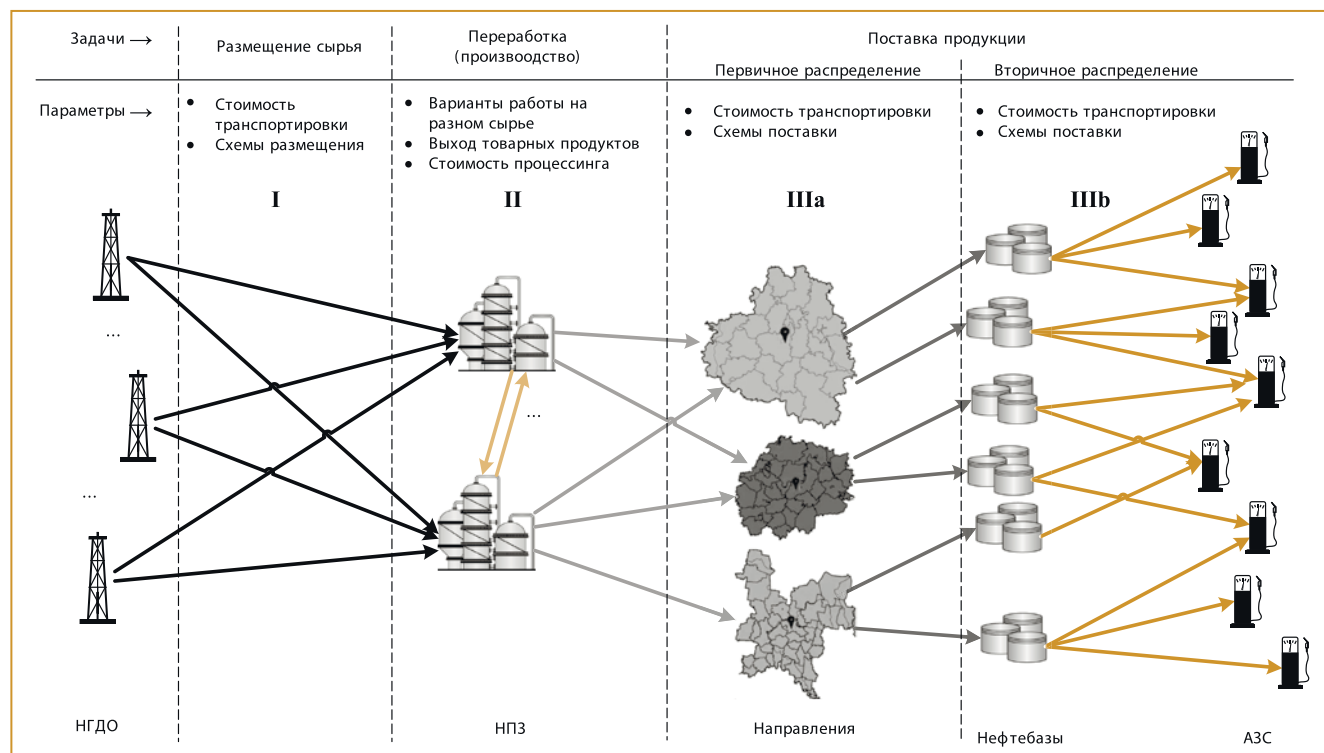 Задачи →
Размещение сырья
Переработка
(произвоодство)
Поставка продукции
Первичное распределение
Вторичное распределение
Параметры →
• Стоимость
транспортировки
• Схемы размещения
• Варианты работы на
разном сырье
• Выход товарных продуктов
• Стоимость процессинга
• Стоимость транспортировки
• Схемы поставки
• Стоимость транспортировки
• Схемы поставки
I
II
IIIa
IIIb
...
...
...
НГДО
НПЗ
Направления
Нефтебазы
АЗС